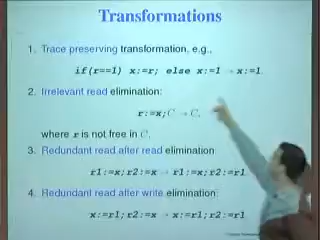 Transformations
1. Trace preserving transformation, e.g.,
if(r==1) x:=r; else x:=1 → x:=1
2. Irrelevant read elimination:
r:=x;C → C,
where r is not free in C.
3. Redundant read after read elimination
r1:=x;r2:=x → r1:=x;r2:=r1
4. Redundant read after write elimination:
x:=r1;r2:=x → x:=r1;r2:=r1